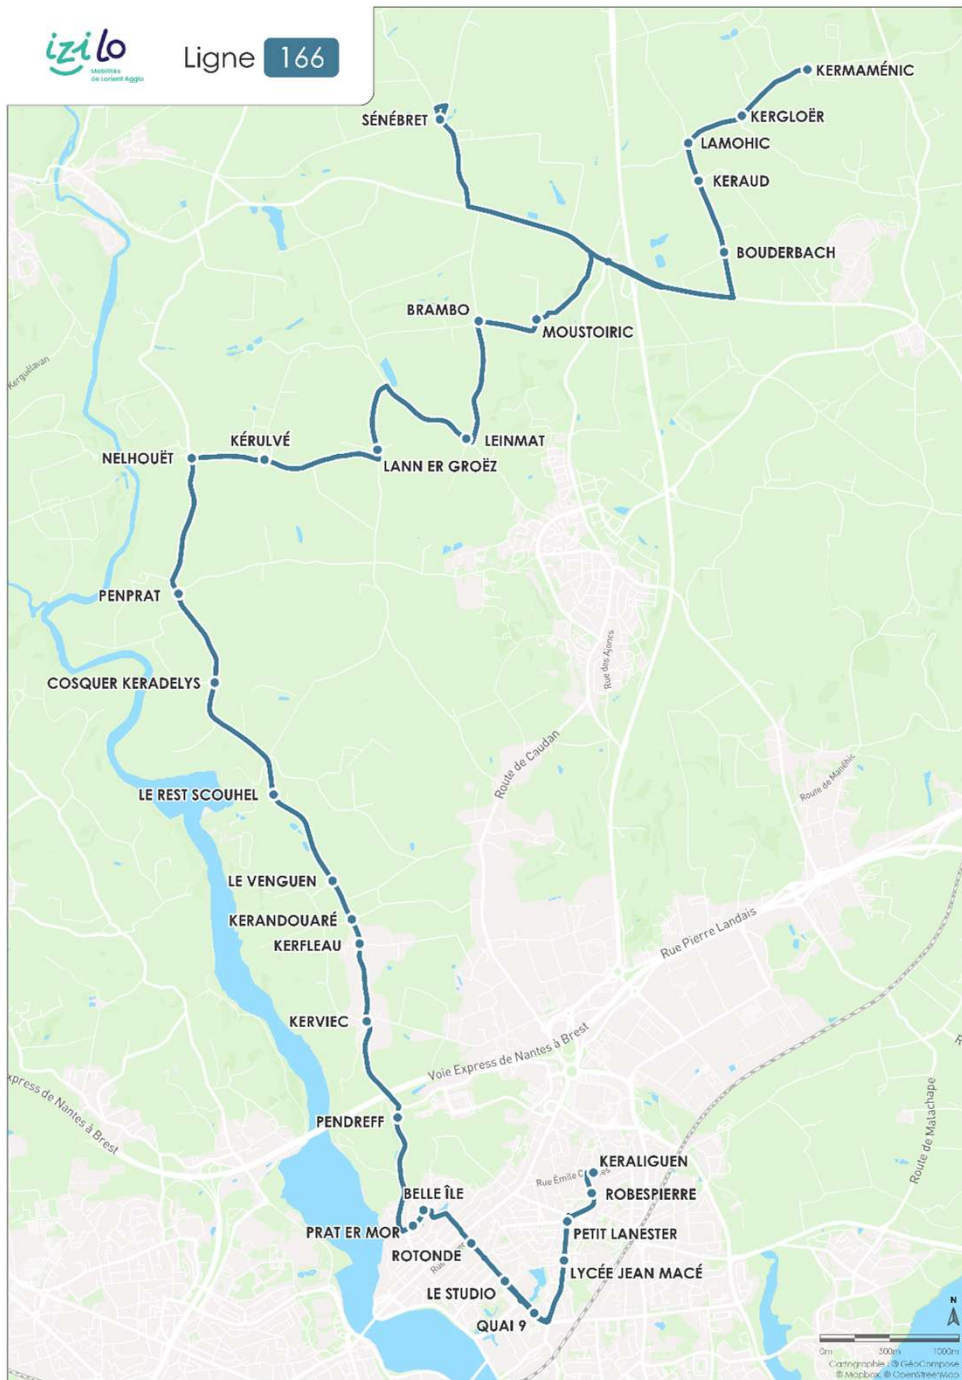 izilo
Mobilités
de Lorient Agglo
Ligne 166
KERMAMÉNIC
SÉNÉBRET
KERGLOËR
LAMOHIC
KERAUD
BOUDERBACH
BRAMBO
MOUSTOIRIC
Kerguélavan
KÉRULVÉ
LEINMAT
NELHOUËT
LANN ER GROËZ
PENPRAT
Rue des Ajoncs
COSQUER KERADELYS
Route de Caudan
LE REST SCOUHEL
Route de Manéhic
LE VENGUEN
KERANDOUARÉ
Rue Pierre Landais
KERFLEAU
KERVIEC
Voie Express de Nantes à Brest
Express de Nantes à Brest
PENDREFF
Route de Malachape
KERALIGUEN
Rue Émile
ROBESPIERRE
BELLE ÎLE
PRAT ER MOR
PETIT LANESTER
ROTONDE
LYCÉE JEAN MACÉ
LE STUDIO
QUAI 9
N
0m 500m 1000m
Cartographie : © GéoCompose
© Mapbox, © OpenStreetMap